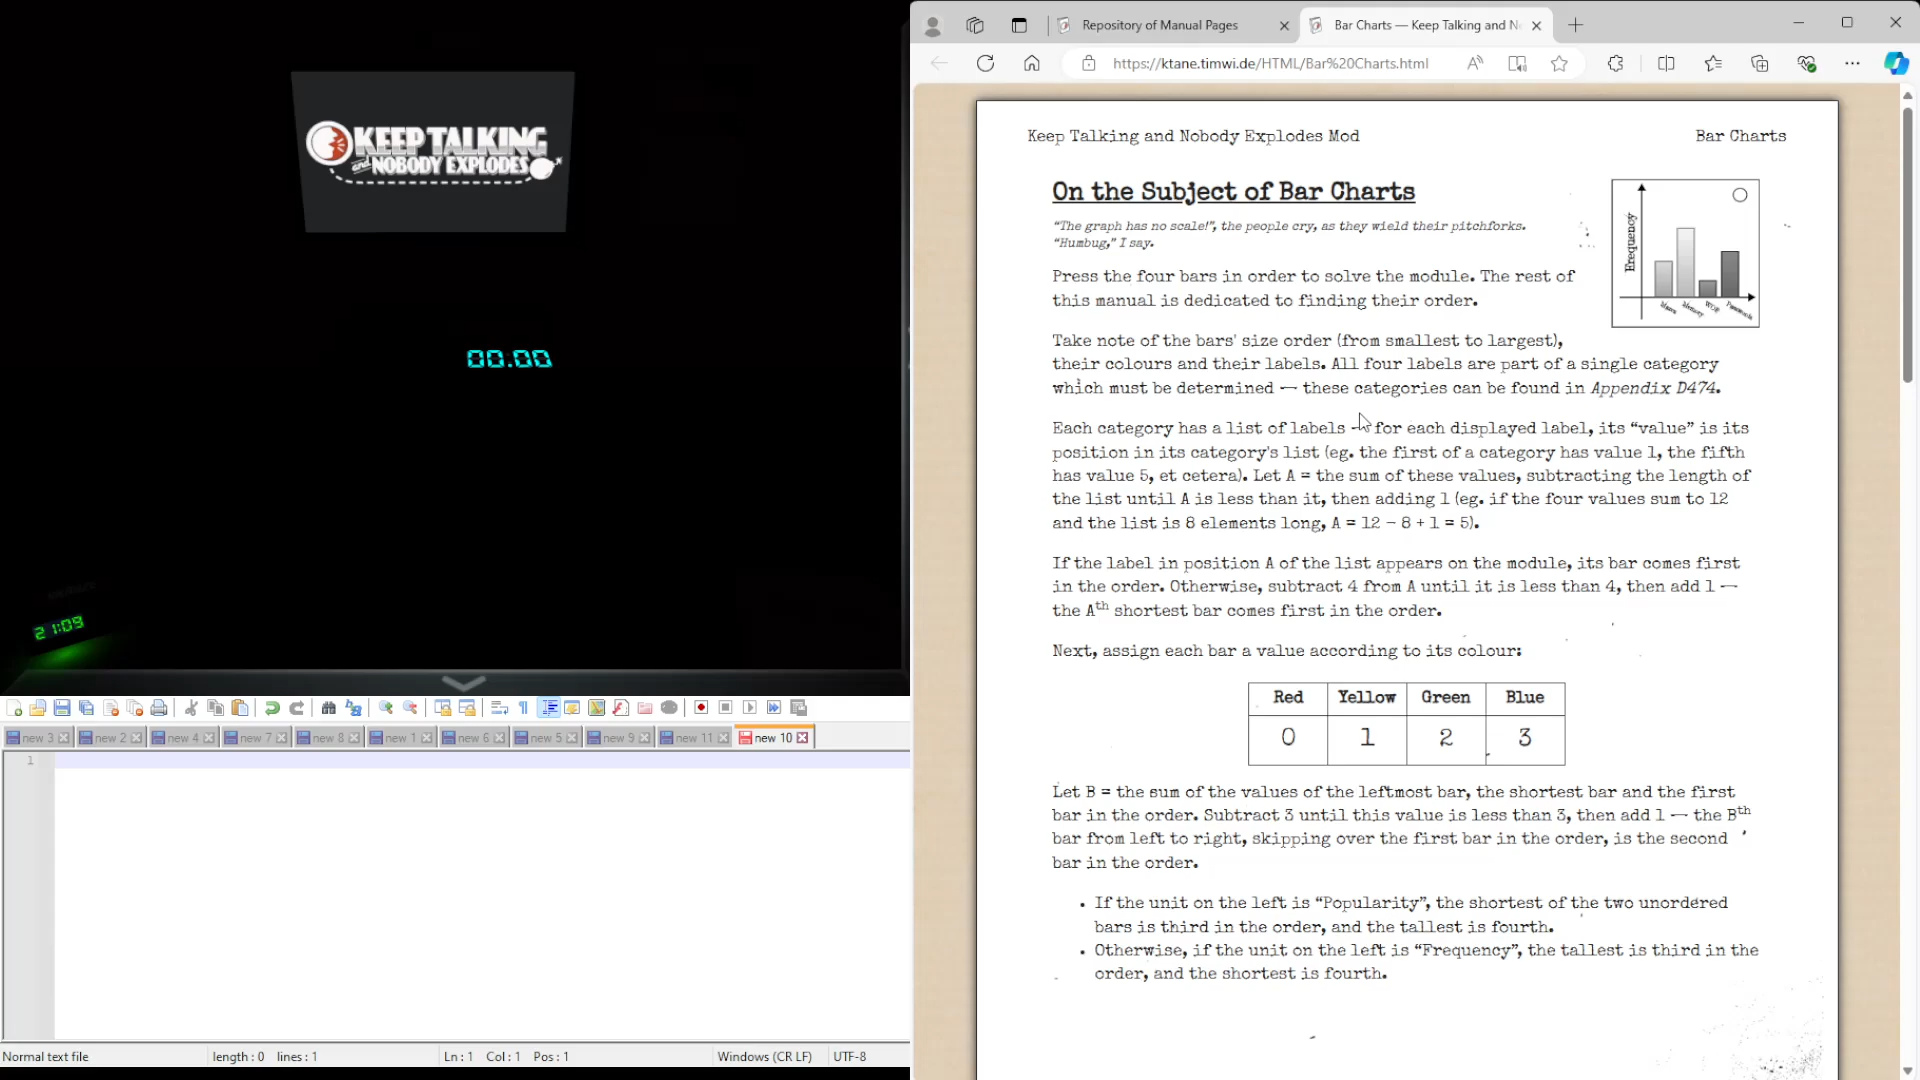 KEEP TALKING
and NOBODY EXPLODES
00.00
21:09
new 3
new 2
new 4
new 7
new 8
new 1
new 6
new 5
new 9
new 11
new 10
1
Normal text file
length : 0 lines : 1
Ln : 1 Col : 1 Pos : 1
Windows (CR LF)
UTF-8
Repository of Manual Pages
Bar Charts — Keep Talking and N
https://ktane.timwi.de/HTML/Bar%20Charts.html
Keep Talking and Nobody Explodes Mod
Bar Charts
On the Subject of Bar Charts
“The graph has no scale!”, the people cry, as they wield their pitchforks.
“Humbug,” I say.
Frequency
Maze
Memory
WOF
Passwords
Press the four bars in order to solve the module. The rest of
this manual is dedicated to finding their order.
Take note of the bars' size order (from smallest to largest),
their colours and their labels. All four labels are part of a single category
which must be determined — these categories can be found in Appendix D474.
Each category has a list of labels — for each displayed label, its “value” is its
position in its category's list (eg. the first of a category has value 1, the fifth
has value 5, et cetera). Let A = the sum of these values, subtracting the length of
the list until A is less than it, then adding 1 (eg. if the four values sum to 12
and the list is 8 elements long, A = 12 − 8 + 1 = 5).
If the label in position A of the list appears on the module, its bar comes first
in the order. Otherwise, subtract 4 from A until it is less than 4, then add 1 —
the Ath shortest bar comes first in the order.
Next, assign each bar a value according to its colour:
Red Yellow Green Blue
0 1 2 3
Let B = the sum of the values of the leftmost bar, the shortest bar and the first
bar in the order. Subtract 3 until this value is less than 3, then add 1 — the Bth
bar from left to right, skipping over the first bar in the order, is the second
bar in the order.
• If the unit on the left is “Popularity”, the shortest of the two unordered
bars is third in the order, and the tallest is fourth.
• Otherwise, if the unit on the left is “Frequency”, the tallest is third in the
order, and the shortest is fourth.